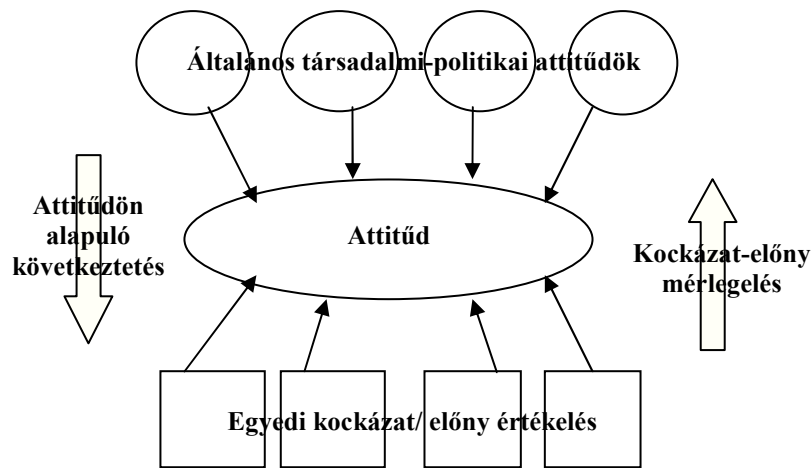 Általános társadalmi-politikai attitűdök
Attitűdön
alapuló
következtetés
Attitűd
Kockázat-előny
mérlegelés
Egyedi kockázat/ előny értékelés